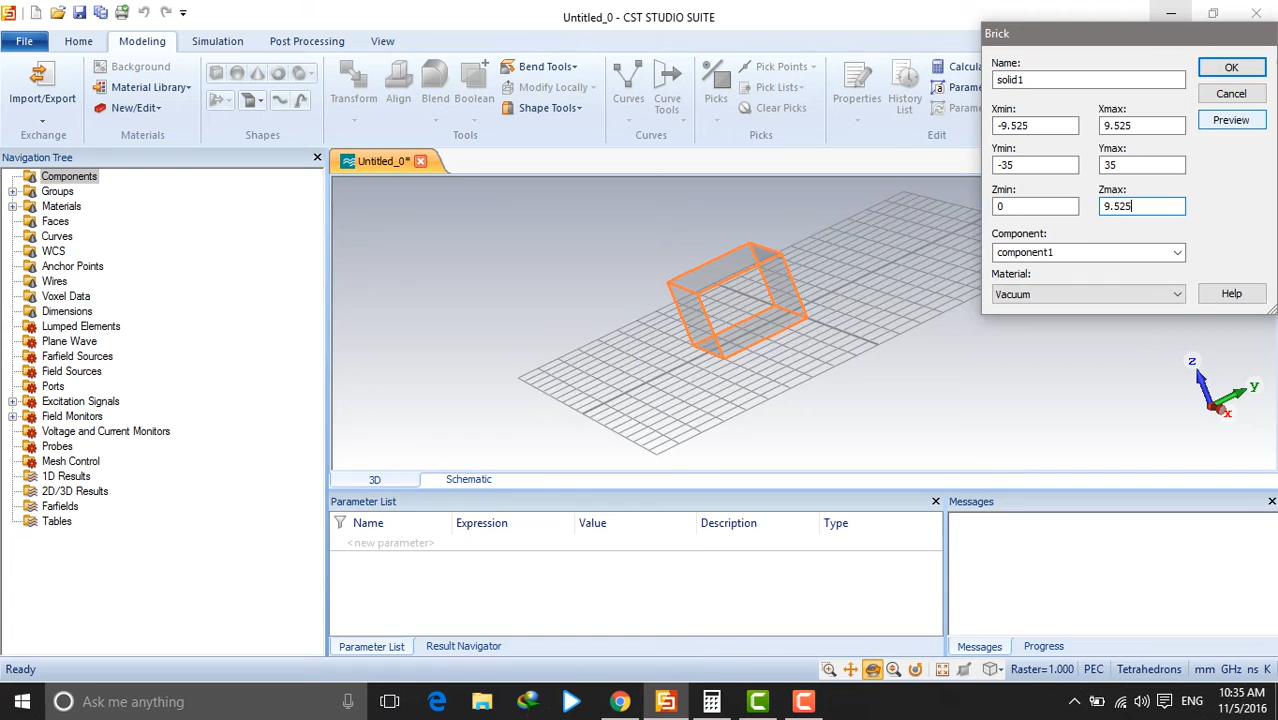 Untitled_0 - CST STUDIO SUITE
File
Home
Modeling
Simulation
Post Processing
View
Background
Material Library
New/Edit
Import/Export
Exchange
Materials
Shapes
Transform
Align
Blend
Boolean
Bend Tools
Modify Locally
Shape Tools
Tools
Curves
Curve Tools
Curves
Picks
Pick Points
Pick Lists
Clear Picks
Picks
Properties
History List
Calcula
Parame
Parame
Edit
Brick
Name:
solid1
OK
Cancel
Preview
Xmin:
Xmax:
-9.525
9.525
Ymin:
Ymax:
-35
35
Zmin:
Zmax:
0
9.525
Component:
component1
Material:
Vacuum
Help
Navigation Tree
Components
Groups
Materials
Faces
Curves
WCS
Anchor Points
Wires
Voxel Data
Dimensions
Lumped Elements
Plane Wave
Farfield Sources
Field Sources
Ports
Excitation Signals
Field Monitors
Voltage and Current Monitors
Probes
Mesh Control
1D Results
2D/3D Results
Farfields
Tables
Untitled_0*
z
y
x
3D
Schematic
Parameter List
Name
Expression
Value
Description
Type
<new parameter>
Parameter List
Result Navigator
Messages
Messages
Progress
Ready
Raster=1.000
PEC
Tetrahedrons
mm GHz ns K
Ask me anything
ENG
10:35 AM
11/5/2016